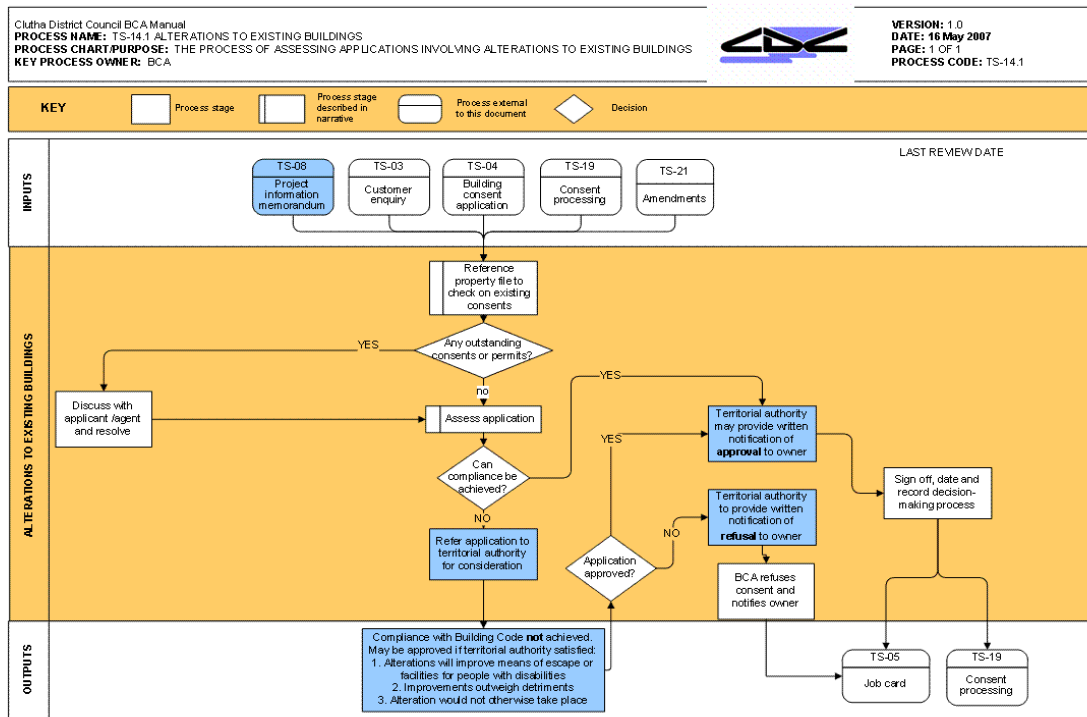 Clutha District Council BCA Manual
PROCESS NAME: TS-14.1 ALTERATIONS TO EXISTING BUILDINGS
PROCESS CHART/PURPOSE: THE PROCESS OF ASSESSING APPLICATIONS INVOLVING ALTERATIONS TO EXISTING BUILDINGS
KEY PROCESS OWNER: BCA
CDC
VERSION: 1.0
DATE: 16 May 2007
PAGE: 1 OF 1
PROCESS CODE: TS-14.1
KEY
Process stage
Process stage
described in
narrative
Process external
to this document
Decision
INPUTS
LAST REVIEW DATE
TS-08
Project
information
memorandum
TS-03
Customer
enquiry
TS-04
Building
consent
application
TS-19
Consent
processing
TS-21
Amendments
ALTERATIONS TO EXISTING BUILDINGS
Reference
property file to
check on existing
consents
Any outstanding
consents or permits?
YES
no
Discuss with
applicant /agent
and resolve
Assess application
Can
compliance be
achieved?
YES
NO
Refer application to
territorial authority
for consideration
Application
approved?
YES
NO
Territorial authority
may provide written
notification of
approval to owner
Territorial authority
to provide written
notification of
refusal to owner
BCA refuses
consent and
notifies owner
Sign off, date and
record decision-
making process
OUTPUTS
Compliance with Building Code not achieved.
May be approved if territorial authority satisfied:
1. Alterations will improve means of escape or
facilities for people with disabilities
2. Improvements outweigh detriments
3. Alteration would not otherwise take place
TS-05
Job card
TS-19
Consent
processing